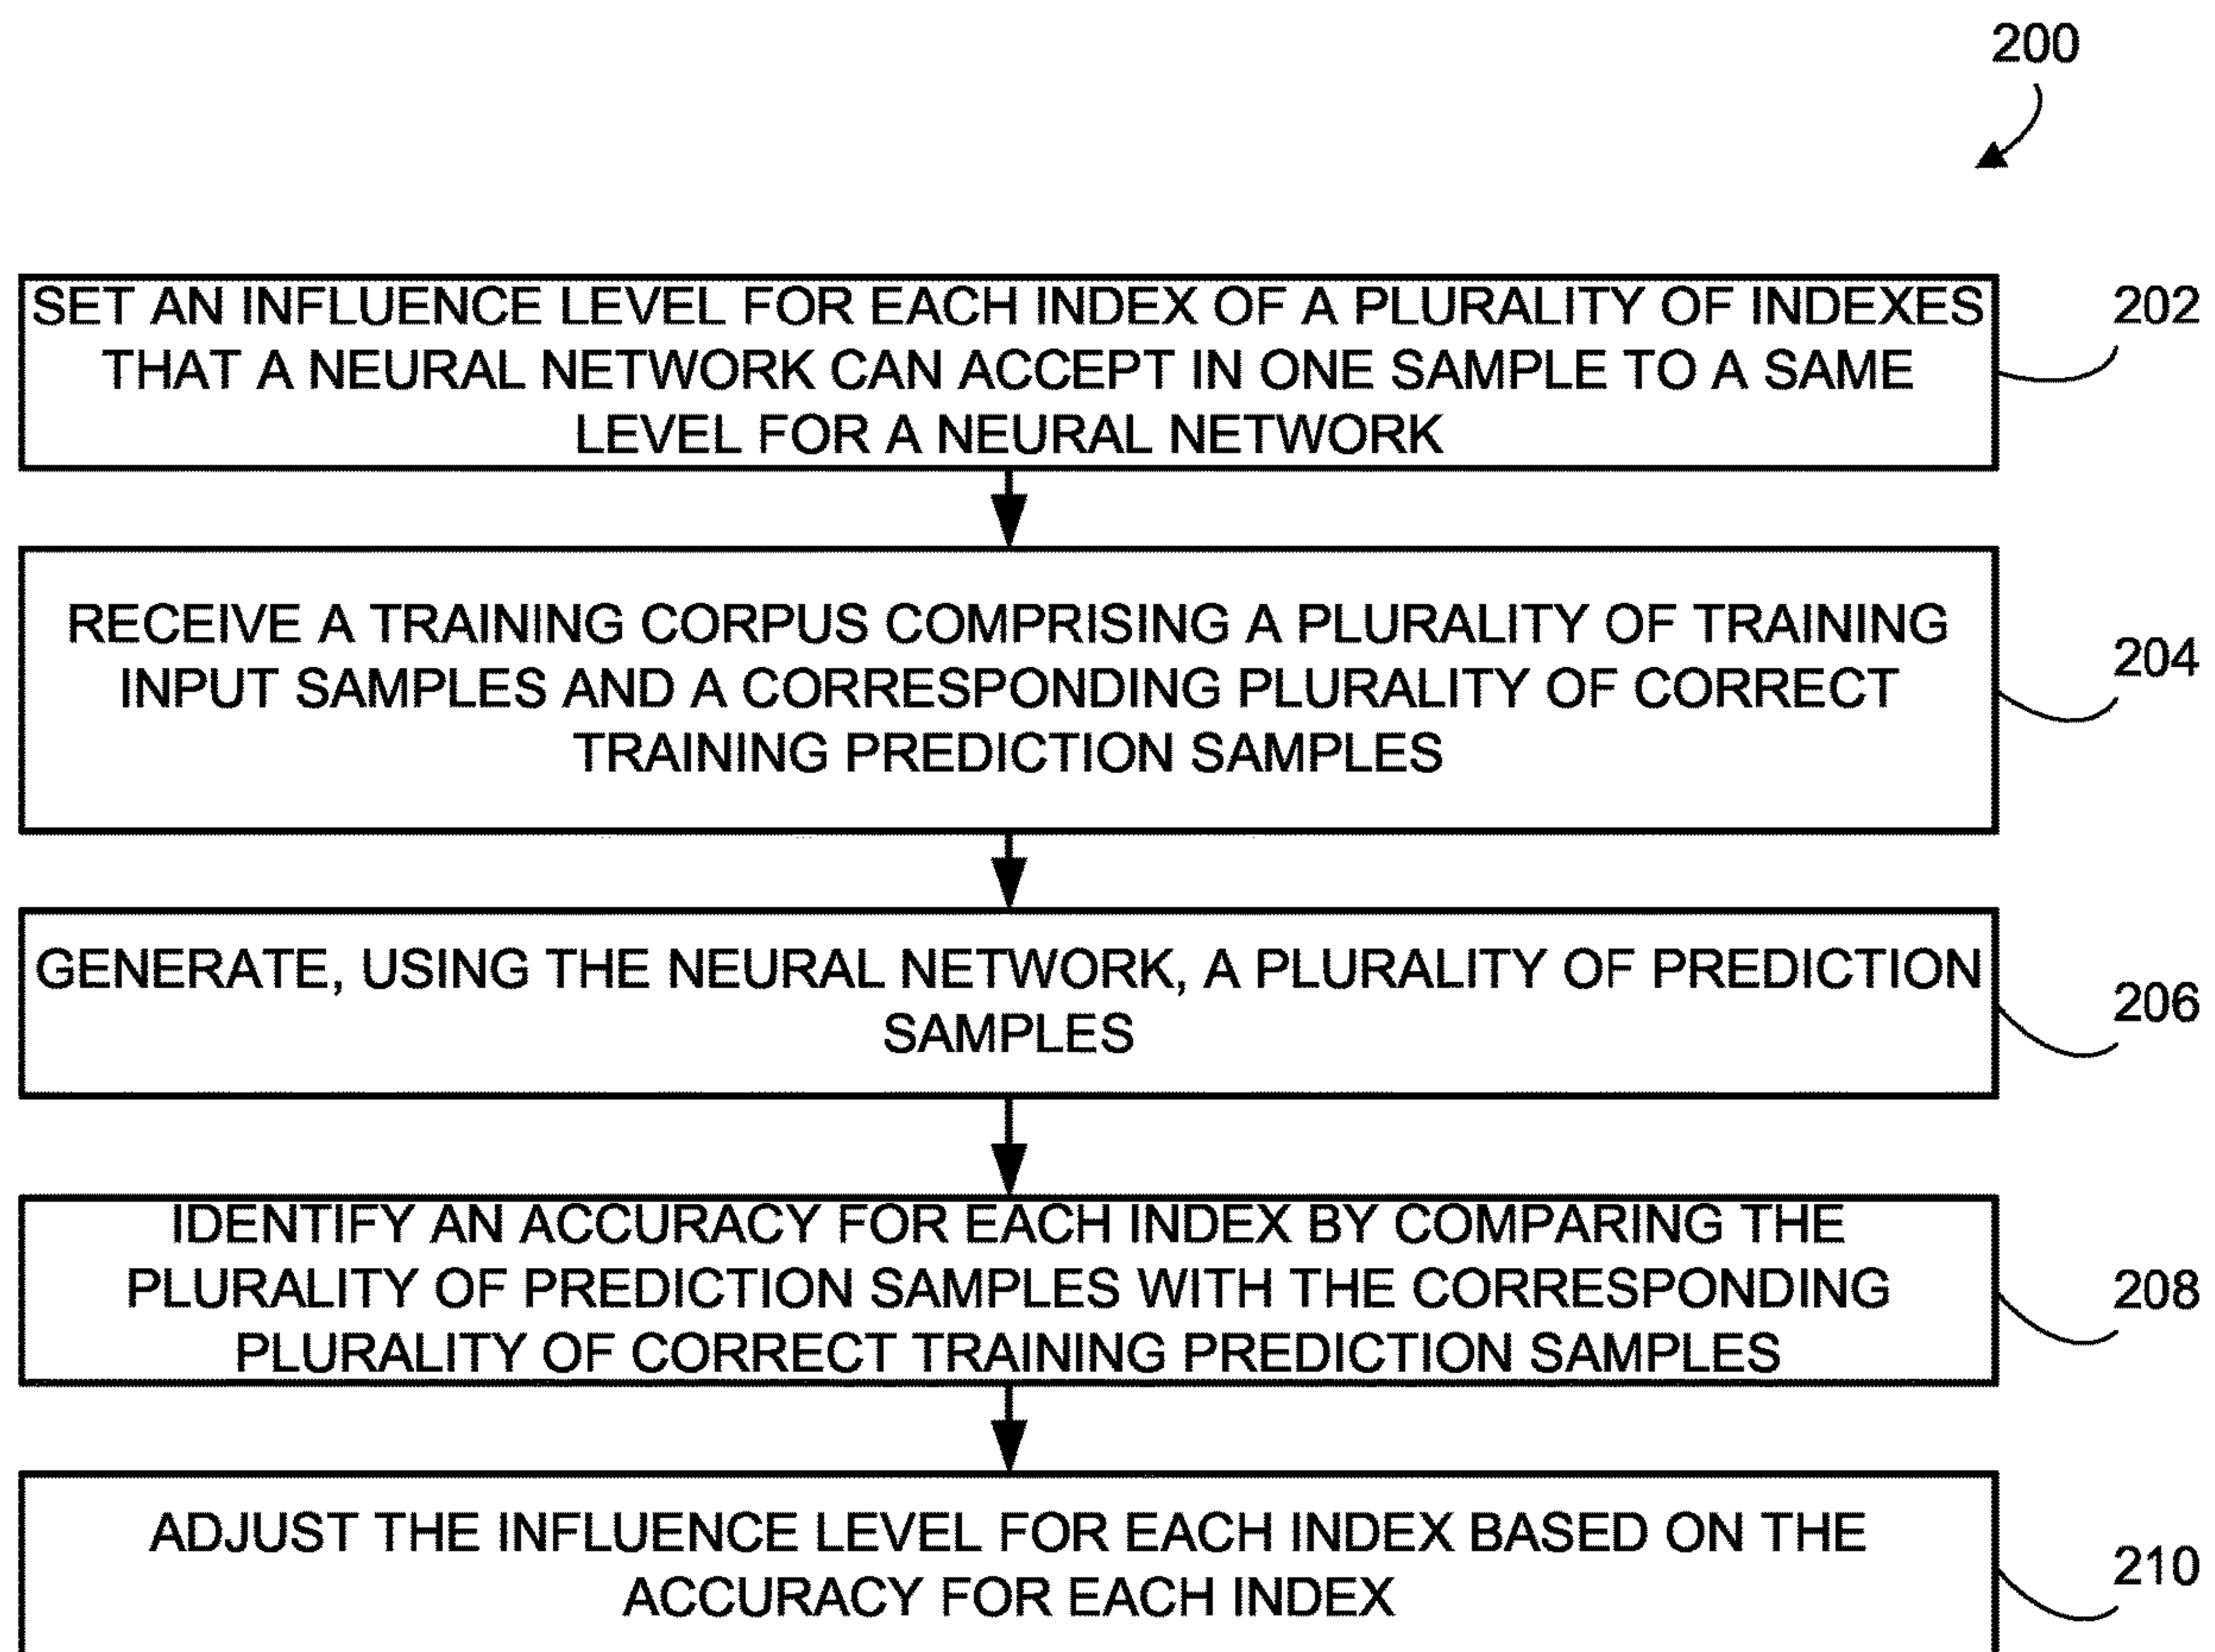 200
SET AN INFLUENCE LEVEL FOR EACH INDEX OF A PLURALITY OF INDEXES
THAT A NEURAL NETWORK CAN ACCEPT IN ONE SAMPLE TO A SAME
LEVEL FOR A NEURAL NETWORK
202
RECEIVE A TRAINING CORPUS COMPRISING A PLURALITY OF TRAINING
INPUT SAMPLES AND A CORRESPONDING PLURALITY OF CORRECT
TRAINING PREDICTION SAMPLES
204
GENERATE, USING THE NEURAL NETWORK, A PLURALITY OF PREDICTION
SAMPLES
206
IDENTIFY AN ACCURACY FOR EACH INDEX BY COMPARING THE
PLURALITY OF PREDICTION SAMPLES WITH THE CORRESPONDING
PLURALITY OF CORRECT TRAINING PREDICTION SAMPLES
208
ADJUST THE INFLUENCE LEVEL FOR EACH INDEX BASED ON THE
ACCURACY FOR EACH INDEX
210